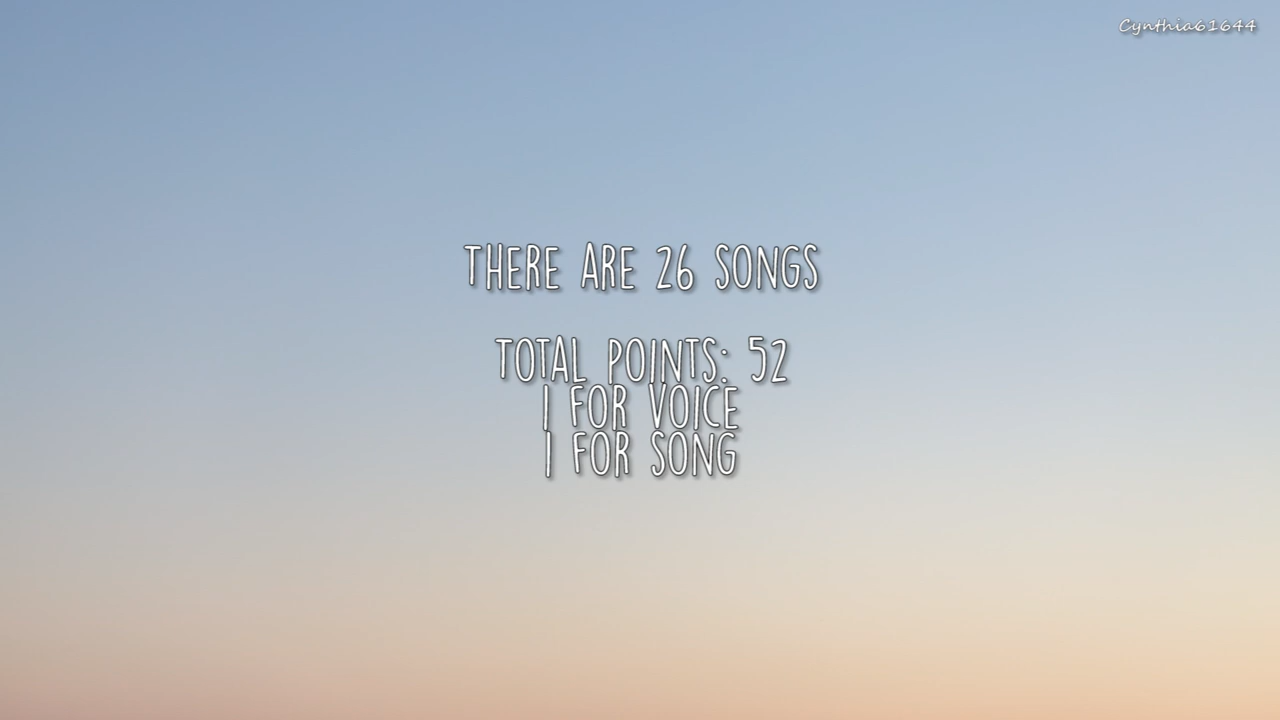 Cynthia61644
THERE ARE 26 SONGS
TOTAL POINTS: 52
1 FOR VOICE
1 FOR SONG